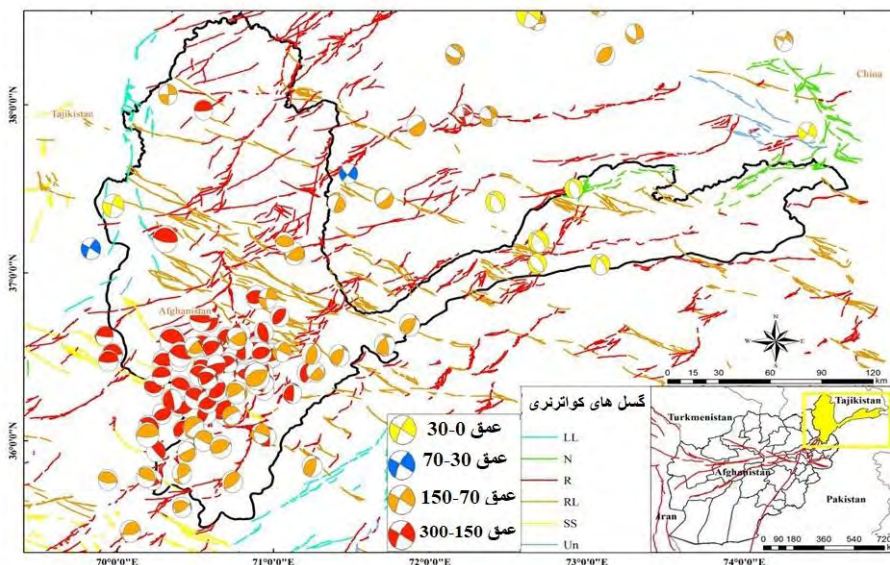 China
Tajikistan
Afghanistan
38°0'0"N
37°0'0"N
36°0'0"N
70°0'0"E
71°0'0"E
72°0'0"E
73°0'0"E
74°0'0"E
N
W
E
S
0 15 30 60 90 120
km
عمق 0-30
عمق 30-70
عمق 70-150
عمق 150-300
گسل های کواترنری
LL
N
R
RL
SS
Un
Turkmenistan
Tajikistan
Afghanistan
Iran
Pakistan
0 90 180 360 540 720
km